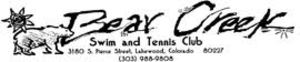 Bear Creek
Swim and Tennis Club
3180 S. Pierce Street, Lakewood, Colorado 80227
(303) 988-9808